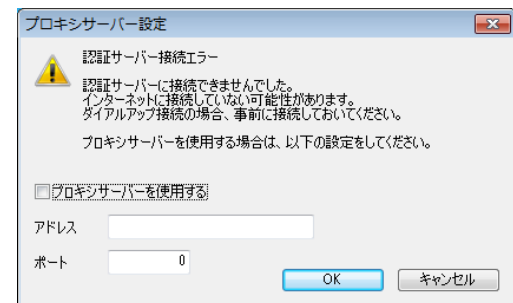 プロキシサーバー設定
認証サーバー接続エラー
認証サーバーに接続できませんでした。
インターネットに接続していない可能性があります。
ダイアルアップ接続の場合、事前に接続しておいてください。
プロキシサーバーを使用する場合は、以下の設定をしてください。
プロキシサーバーを使用する
アドレス
ポート 0
OK キャンセル